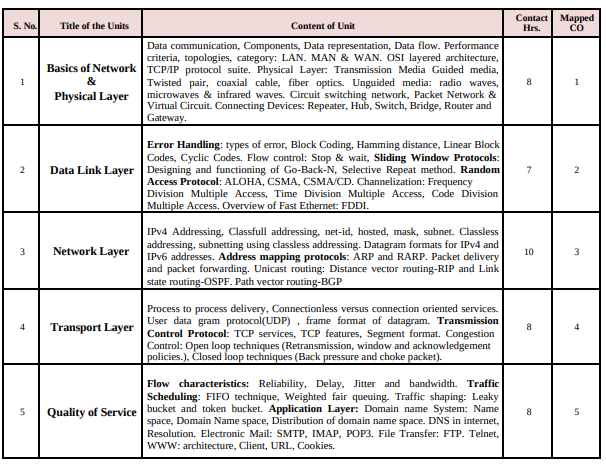 S. No. Title of the Units Content of Unit Contact Hrs. Mapped CO
1
Basics of Network
&
Physical Layer
Data communication, Components, Data representation, Data flow. Performance
criteria, topologies, category: LAN. MAN & WAN. OSI layered architecture,
TCP/IP protocol suite. Physical Layer: Transmission Media Guided media,
Twisted pair, coaxial cable, fiber optics. Unguided media: radio waves,
microwaves & infrared waves. Circuit switching network, Packet Network &
Virtual Circuit. Connecting Devices: Repeater, Hub, Switch, Bridge, Router and
Gateway.
8
1
2
Data Link Layer
Error Handling: types of error, Block Coding, Hamming distance, Linear Block
Codes, Cyclic Codes. Flow control: Stop & wait, Sliding Window Protocols:
Designing and functioning of Go-Back-N, Selective Repeat method. Random
Access Protocol: ALOHA, CSMA, CSMA/CD. Channelization: Frequency
Division Multiple Access, Time Division Multiple Access, Code Division
Multiple Access. Overview of Fast Ethernet: FDDI.
7
2
3
Network Layer
IPv4 Addressing, Classfull addressing, net-id, hosted, mask, subnet. Classless
addressing, subnetting using classless addressing. Datagram formats for IPv4 and
IPv6 addresses. Address mapping protocols: ARP and RARP. Packet delivery
and packet forwarding. Unicast routing: Distance vector routing-RIP and Link
state routing-OSPF. Path vector routing-BGP
10
3
4
Transport Layer
Process to process delivery, Connectionless versus connection oriented services.
User data gram protocol(UDP) , frame format of datagram. Transmission
Control Protocol: TCP services, TCP features, Segment format. Congestion
Control: Open loop techniques (Retransmission, window and acknowledgement
policies.), Closed loop techniques (Back pressure and choke packet).
8
4
5
Quality of Service
Flow characteristics: Reliability, Delay, Jitter and bandwidth. Traffic
Scheduling: FIFO technique, Weighted fair queuing. Traffic shaping: Leaky
bucket and token bucket. Application Layer: Domain name System: Name
space, Domain Name space, Distribution of domain name space. DNS in internet,
Resolution. Electronic Mail: SMTP, IMAP, POP3. File Transfer: FTP. Telnet,
WWW: architecture, Client, URL, Cookies.
8
5